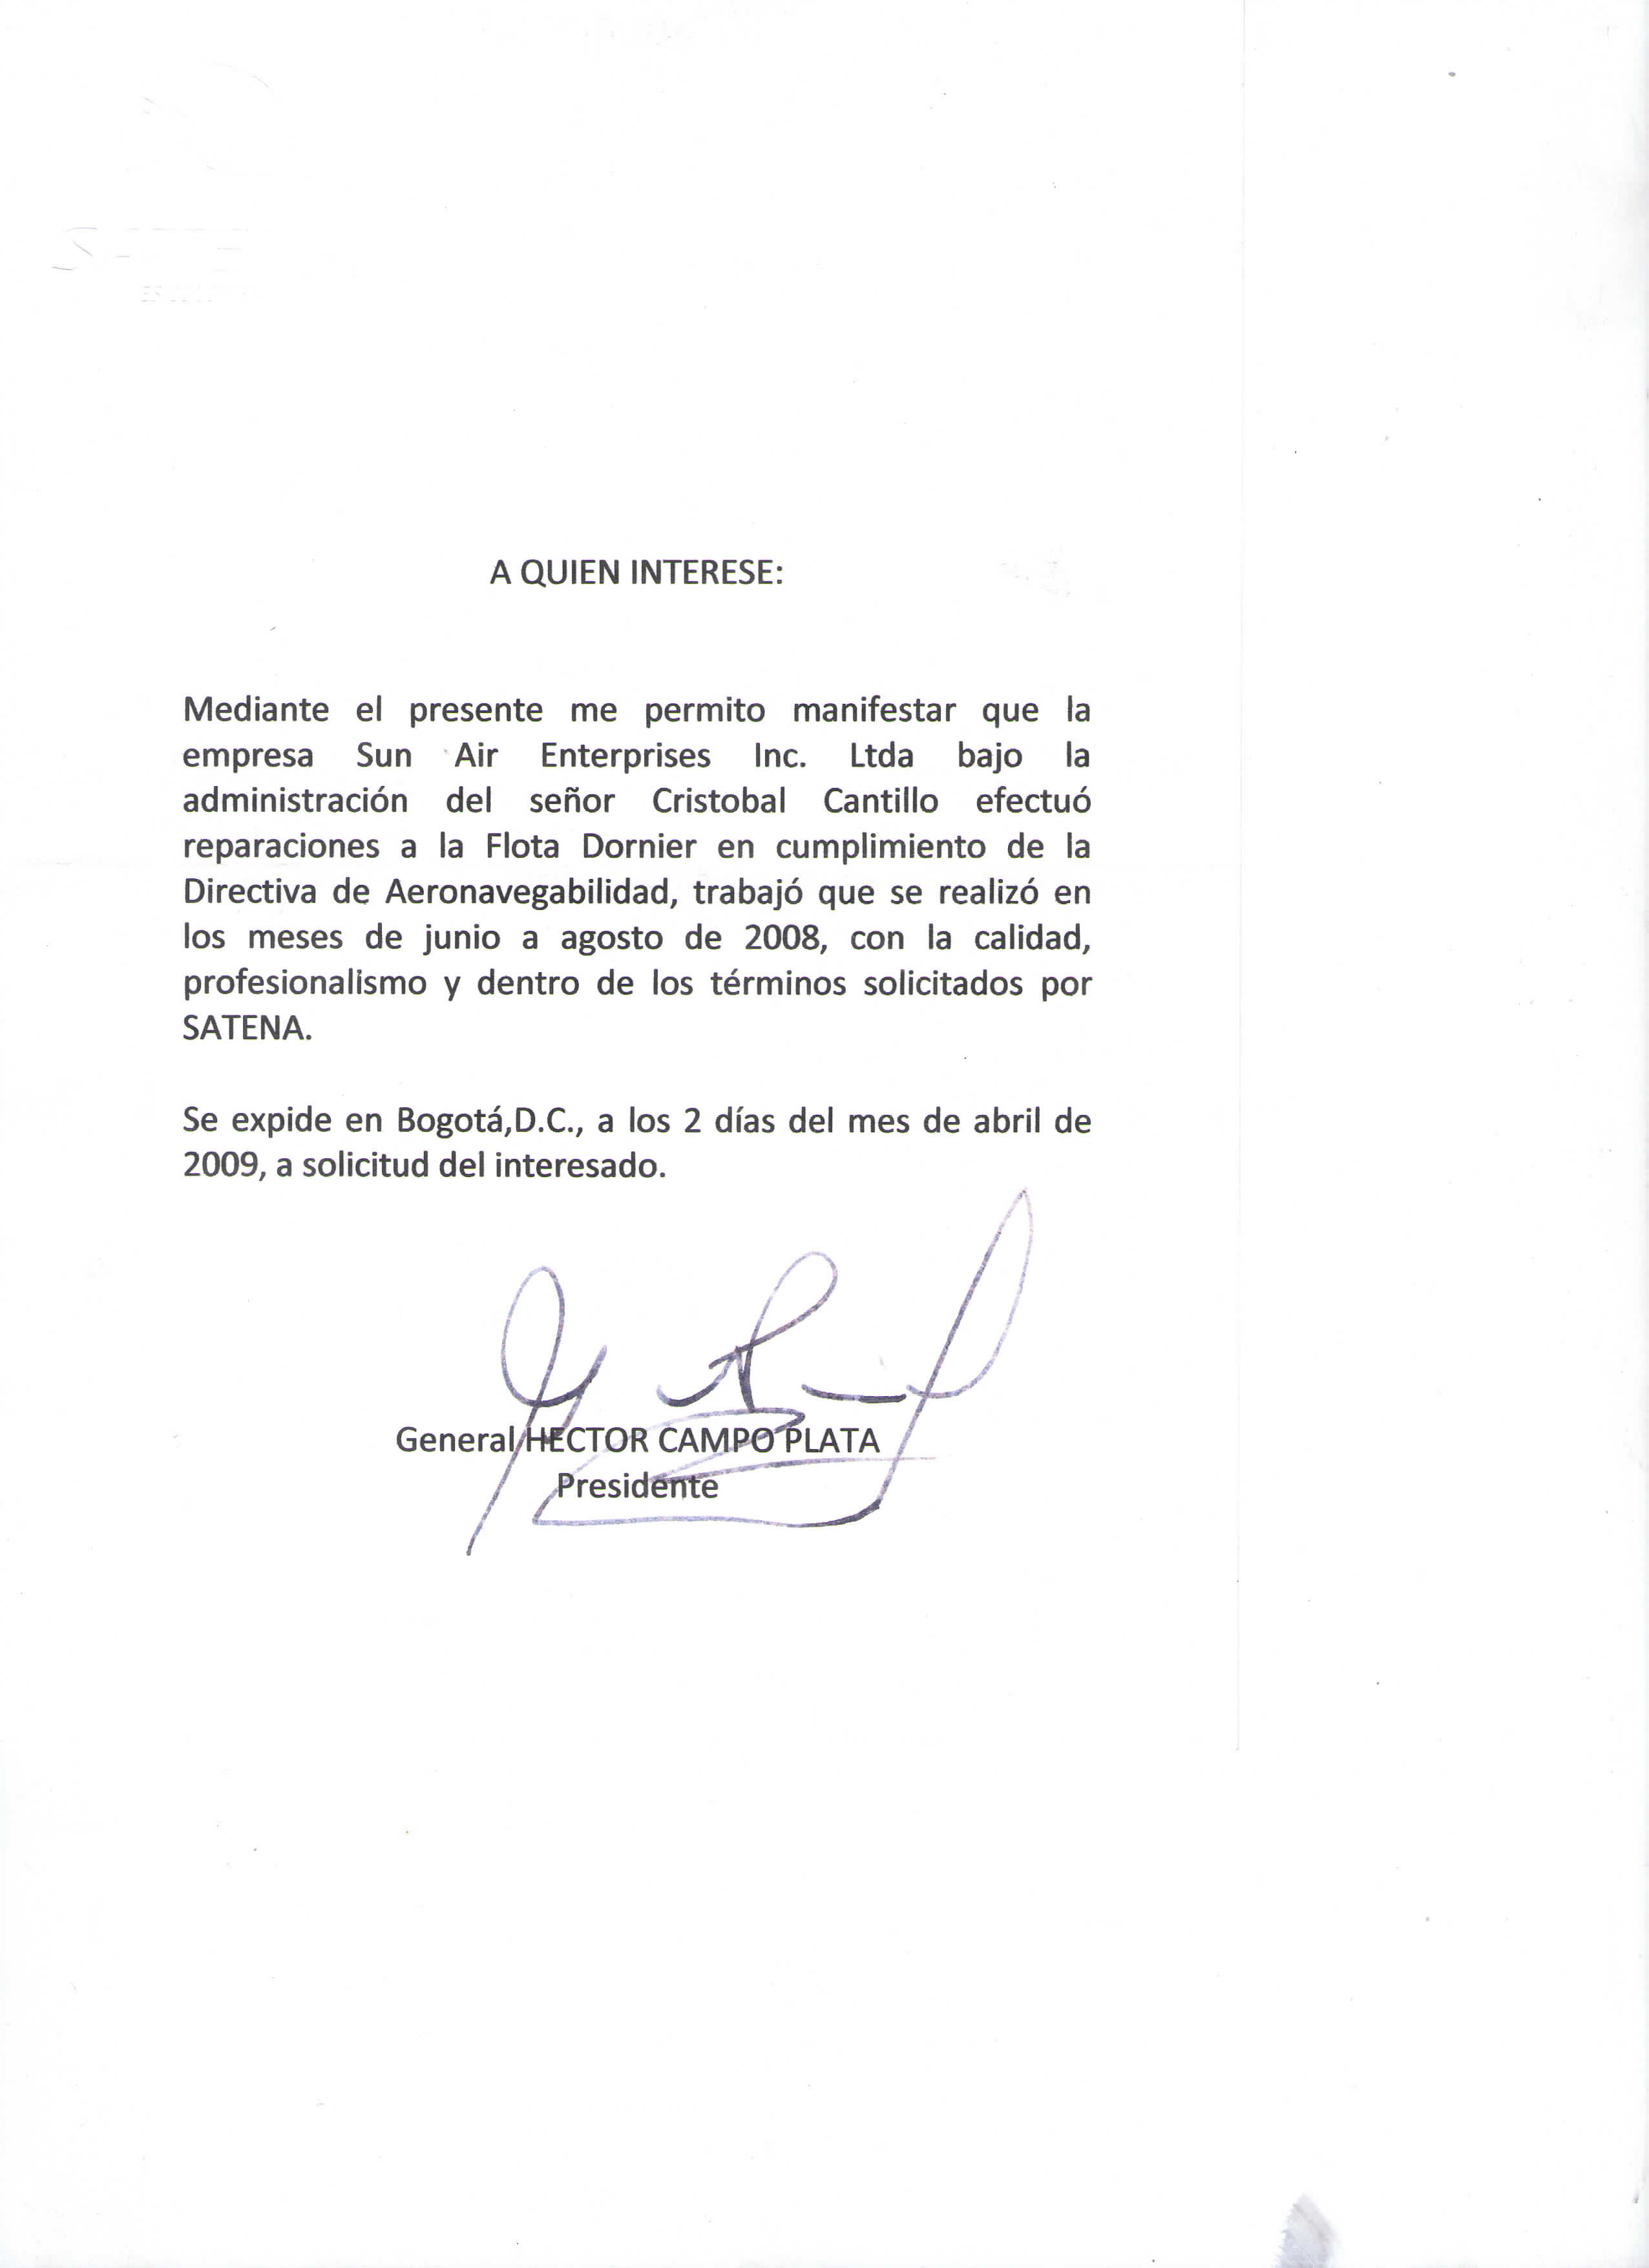 A QUIEN INTERESE:
Mediante el presente me permito manifestar que la
empresa Sun Air Enterprises Inc. Ltda bajo la
administración del señor Cristobal Cantillo efectuó
reparaciones a la Flota Dornier en cumplimiento de la
Directiva de Aeronavegabilidad, trabajó que se realizó en
los meses de junio a agosto de 2008, con la calidad,
profesionalismo y dentro de los términos solicitados por
SATENA.
Se expide en Bogotá,D.C., a los 2 días del mes de abril de
2009, a solicitud del interesado.
General HECTOR CAMPO PLATA
Presidente